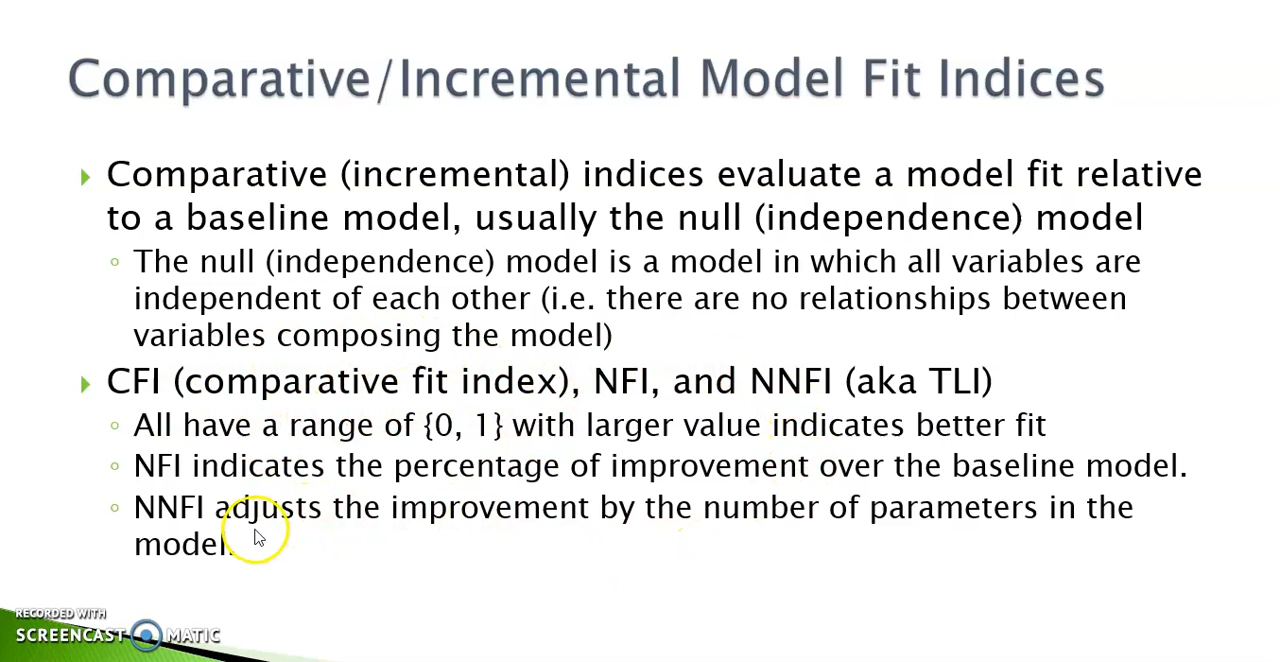 Comparative/Incremental Model Fit Indices
Comparative (incremental) indices evaluate a model fit relative
to a baseline model, usually the null (independence) model
The null (independence) model is a model in which all variables are
independent of each other (i.e. there are no relationships between
variables composing the model)
CFI (comparative fit index), NFI, and NNFI (aka TLI)
All have a range of {0, 1} with larger value indicates better fit
NFI indicates the percentage of improvement over the baseline model.
NNFI adjusts the improvement by the number of parameters in the
model.
RECORDED WITH
SCREENCAST MATIC